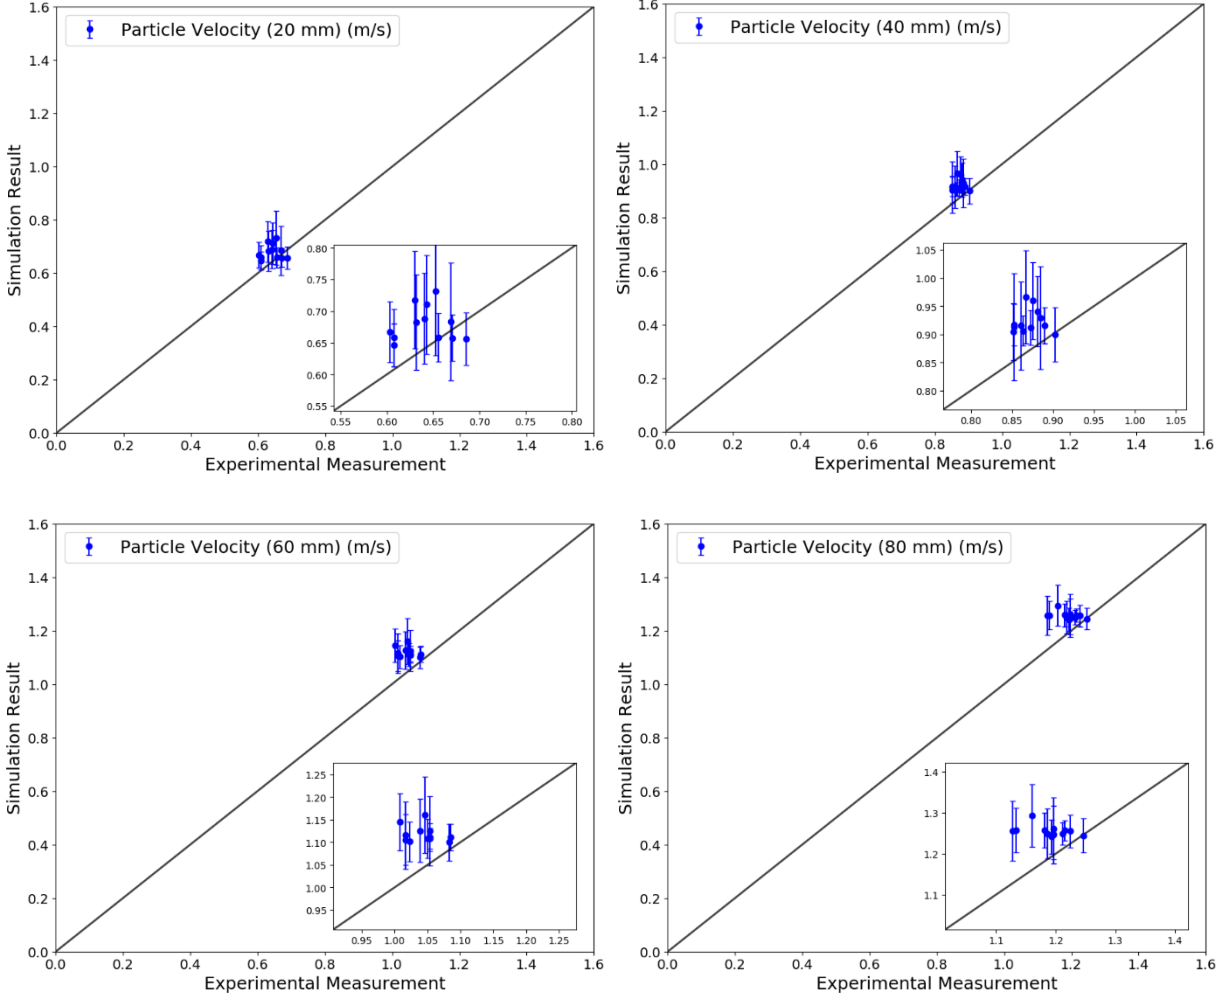 Particle Velocity (20 mm) (m/s)
Simulation Result
1.6
1.4
1.2
1.0
0.8
0.6
0.4
0.2
0.0
0.80
0.75
0.70
0.65
0.60
0.55
0.55 0.60 0.65 0.70 0.75 0.80
0.0 0.2 0.4 0.6 0.8 1.0 1.2 1.4 1.6
Experimental Measurement
Particle Velocity (40 mm) (m/s)
Simulation Result
1.6
1.4
1.2
1.0
0.8
0.6
0.4
0.2
0.0
1.05
1.00
0.95
0.90
0.85
0.80
0.80 0.85 0.90 0.95 1.00 1.05
0.0 0.2 0.4 0.6 0.8 1.0 1.2 1.4 1.6
Experimental Measurement
Particle Velocity (60 mm) (m/s)
Simulation Result
1.6
1.4
1.2
1.0
0.8
0.6
0.4
0.2
0.0
1.25
1.20
1.15
1.10
1.05
1.00
0.95
0.95 1.00 1.05 1.10 1.15 1.20 1.25
0.0 0.2 0.4 0.6 0.8 1.0 1.2 1.4 1.6
Experimental Measurement
Particle Velocity (80 mm) (m/s)
Simulation Result
1.6
1.4
1.2
1.0
0.8
0.6
0.4
0.2
0.0
1.4
1.3
1.2
1.1
1.1 1.2 1.3 1.4
0.0 0.2 0.4 0.6 0.8 1.0 1.2 1.4 1.6
Experimental Measurement